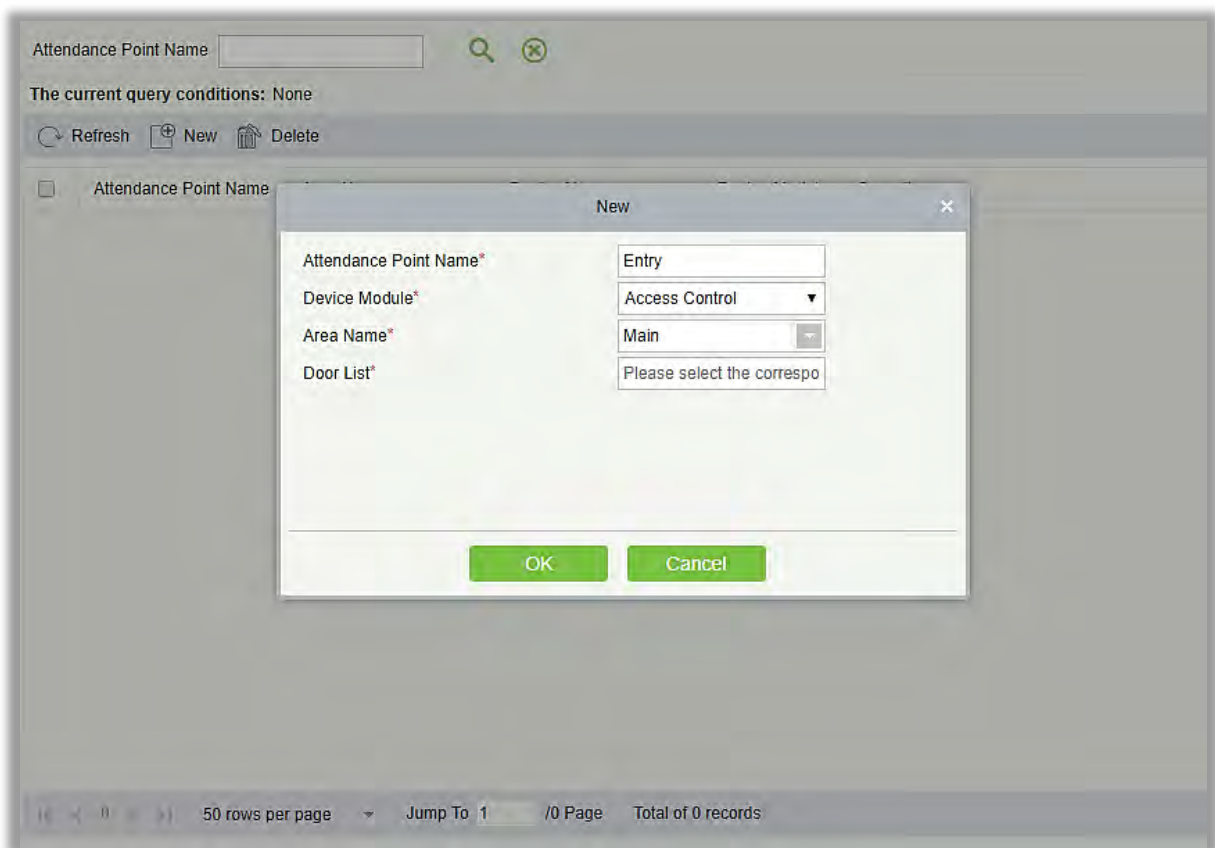 Attendance Point Name
The current query conditions: None
Refresh New Delete
Attendance Point Name
New
Attendance Point Name* Entry
Device Module* Access Control
Area Name* Main
Door List* Please select the correspo
OK Cancel
50 rows per page Jump To 1 /0 Page Total of 0 records